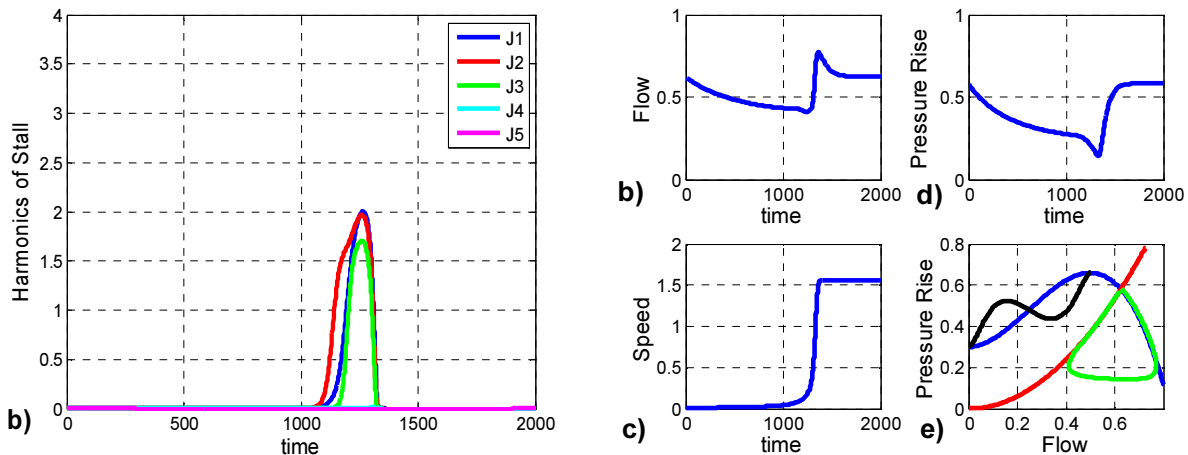 4
3.5
3
2.5
2
1.5
1
0.5
0
Harmonics of Stall
J1
J2
J3
J4
J5
0 500 1000 1500 2000
time
b)
1
0.5
0
Flow
0 1000 2000
time
b)
1
0.5
0
Pressure Rise
0 1000 2000
time
d)
2
1.5
1
0.5
0
Speed
0 1000 2000
time
c)
0.8
0.6
0.4
0.2
0
Pressure Rise
0 0.2 0.4 0.6
Flow
e)